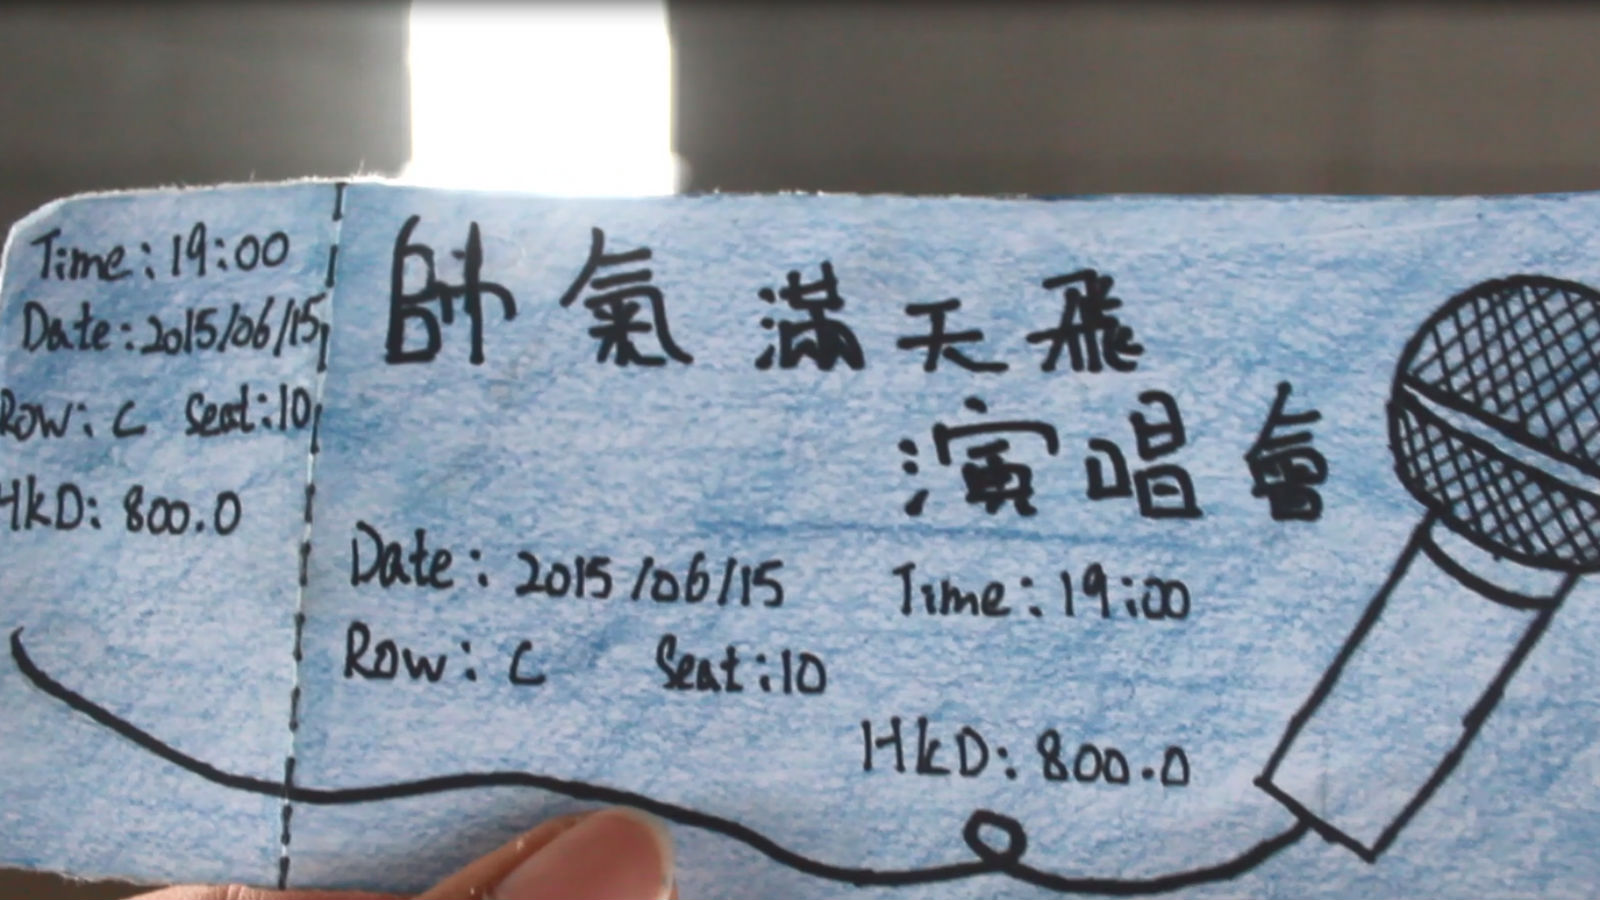 Time: 19:00
Date: 2015/06/15
Row: C Seat: 10
HKD: 800.0
帥氣滿天飛
演唱會
Date: 2015/06/15 Time: 19:00
Row: C Seat: 10
HKD: 800.0